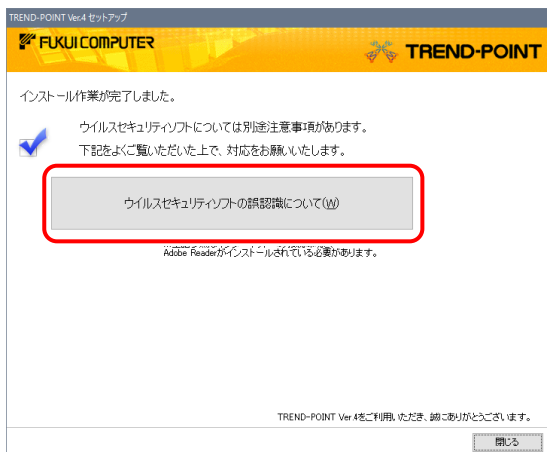 TREND-POINT Ver.4 セットアップ
FUKUI COMPUTER
TREND-POINT
インストール作業が完了しました。
ウイルスセキュリティソフトについては別途注意事項があります。
下記をよくご覧いただいた上で、対応をお願いいたします。
ウイルスセキュリティソフトの誤認識について(W)
Adobe Readerがインストールされている必要があります。
TREND-POINT Ver.4をご利用いただき、誠にありがとうございます。
閉じる